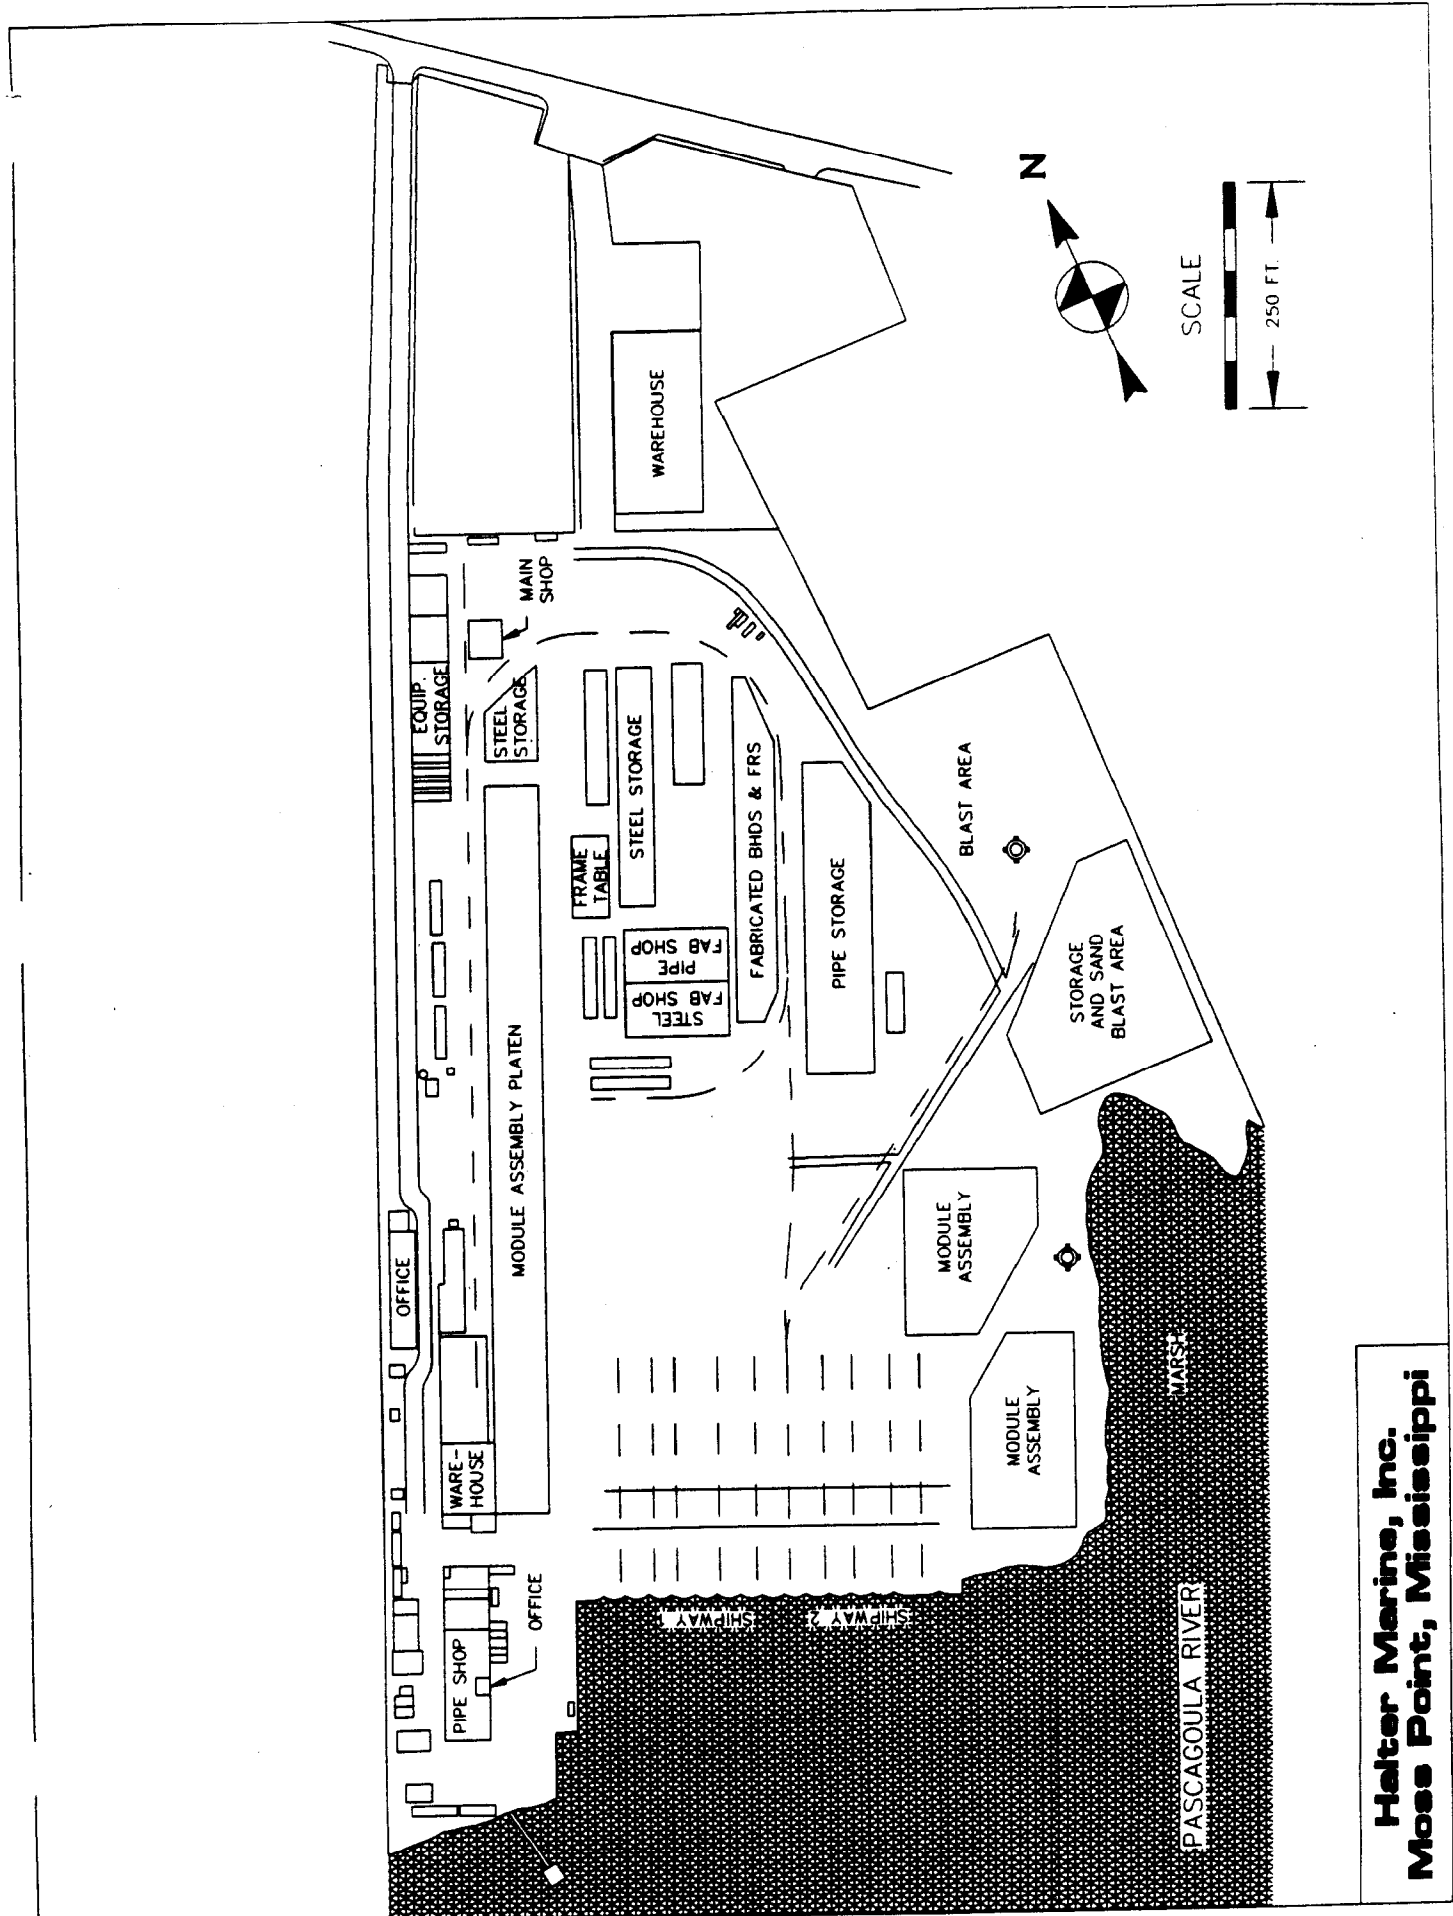 N
SCALE
250 FT.
WAREHOUSE
MAIN
SHOP
EQUIP.
STORAGE
STEEL
STORAGE
STEEL STORAGE
FRAME
TABLE
FABRICATED BHDS & FRS
PIPE STORAGE
BLAST AREA
STORAGE
AND SAND
BLAST AREA
PIPE
FAB SHOP
STEEL
FAB SHOP
MODULE ASSEMBLY PLATEN
OFFICE
MODULE
ASSEMBLY
MODULE
ASSEMBLY
WARE-
HOUSE
PIPE SHOP
OFFICE
SHIPWAY 1
SHIPWAY 2
MARSH
PASCAGOULA RIVER
Halter Marine, Inc.
Moss Point, Mississippi